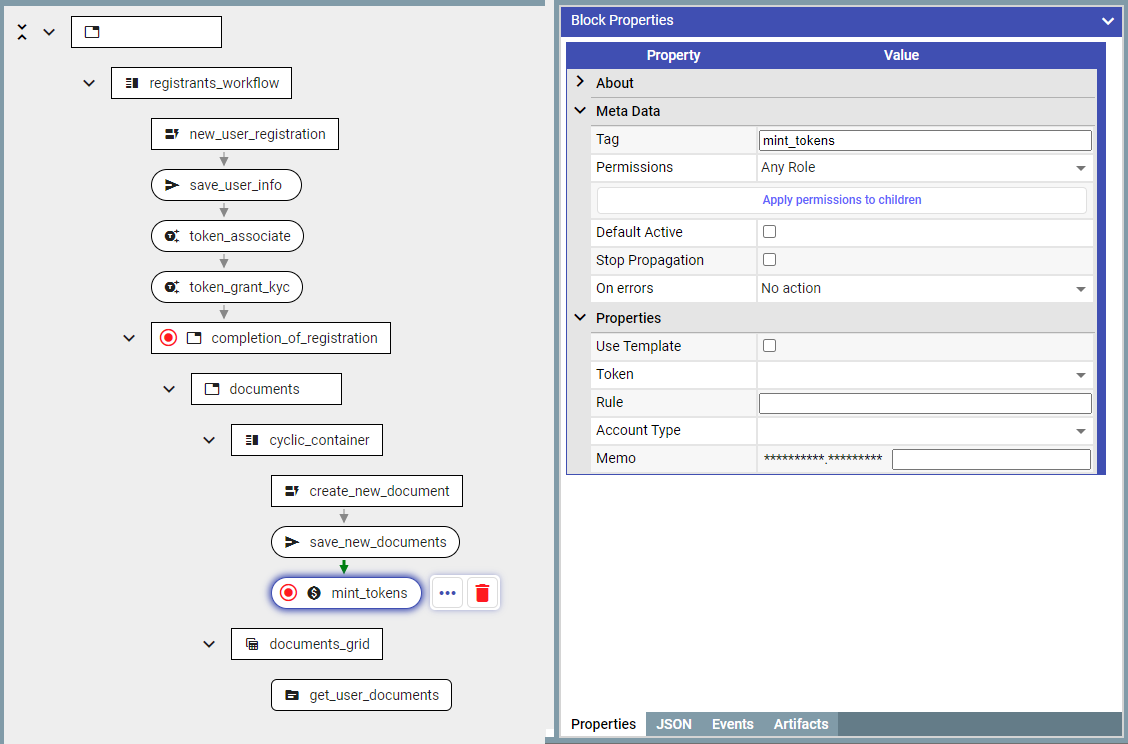 registrants_workflow
new_user_registration
save_user_info
token_associate
token_grant_kyc
completion_of_registration
documents
cyclic_container
create_new_document
save_new_documents
mint_tokens
documents_grid
get_user_documents
Block Properties
Property Value
About
Meta Data
Tag mint_tokens
Permissions Any Role
Apply permissions to children
Default Active
Stop Propagation
On errors No action
Properties
Use Template
Token
Rule
Account Type
Memo **********.*********
Properties JSON Events Artifacts